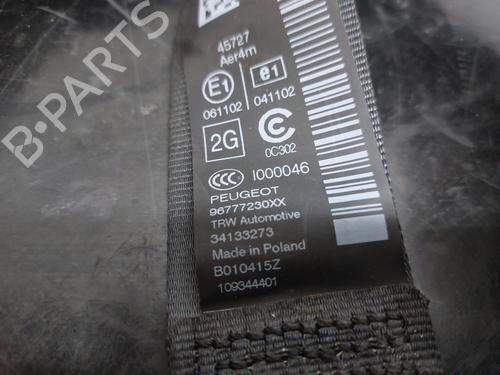 45727
Aer4m
E1
e1
061102
041102
2G
C
0C302
CCC I000046
PEUGEOT
96777230XX
TRW Automotive
34133273
Made in Poland
B010415Z
109344401
B-PARTS